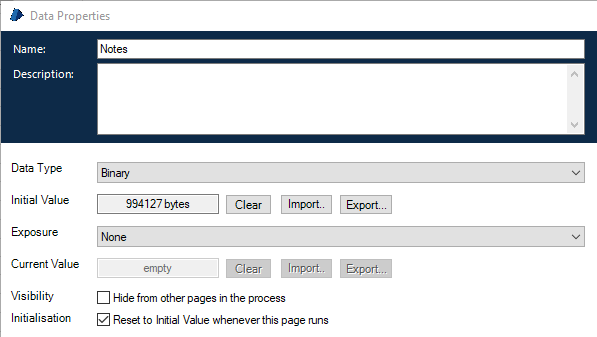 Data Properties
Name: Notes
Description:
Data Type Binary
Initial Value 994127 bytes Clear Import.. Export...
Exposure None
Current Value empty Clear Import.. Export...
Visibility Hide from other pages in the process
Initialisation Reset to Initial Value whenever this page runs